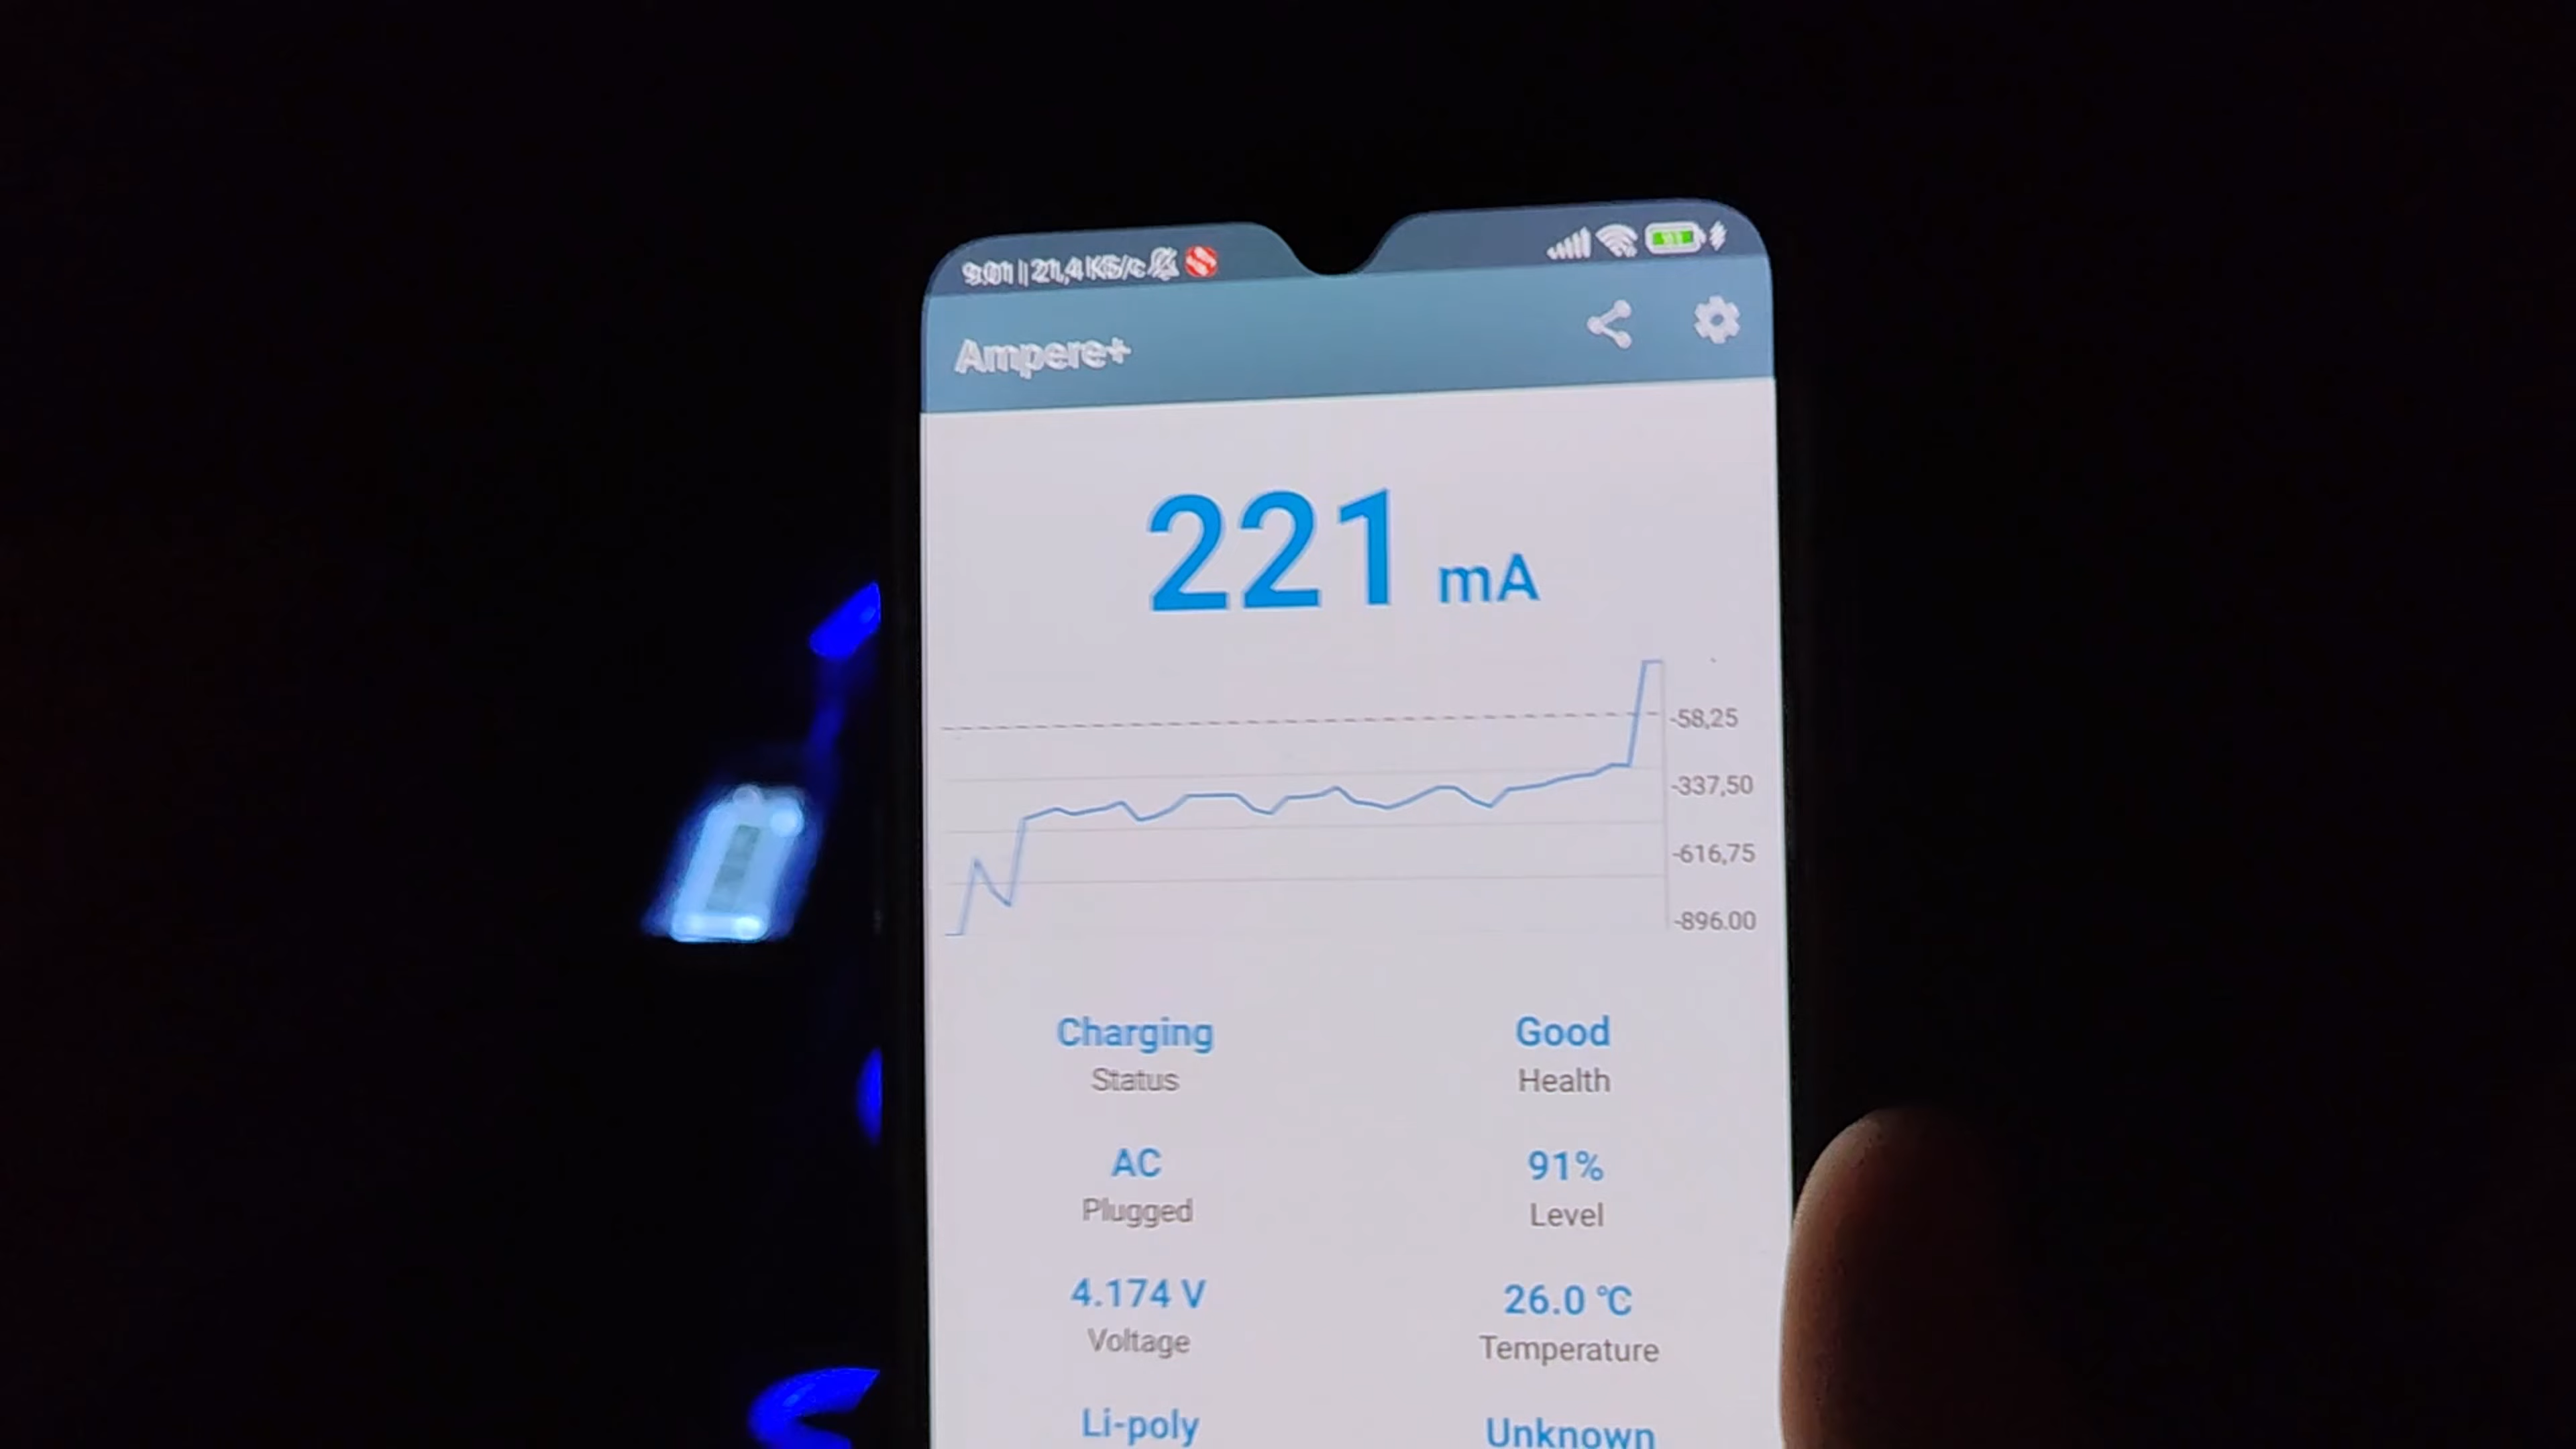 9:01 | 21,4 KB/c
Ampere+
221 mA
-58,25
-337,50
-616,75
-896.00
Charging
Status
Good
Health
AC
Plugged
91%
Level
4.174 V
Voltage
26.0 °C
Temperature
Li-poly
Unknown